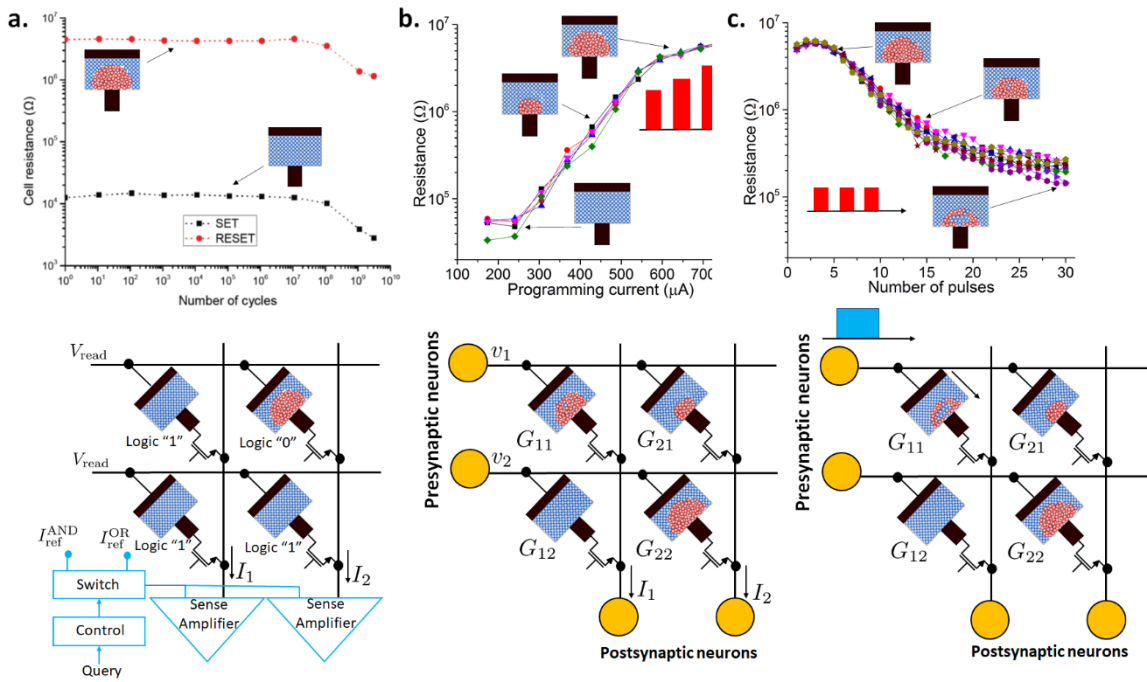 a.
10⁷
10⁶
10⁵
10⁴
10³
Cell resistance (Ω)
SET
RESET
10⁰ 10¹ 10² 10³ 10⁴ 10⁵ 10⁶ 10⁷ 10⁸ 10⁹ 10¹⁰
Number of cycles
b.
10⁶
10⁵
Resistance (Ω)
100 200 300 400 500 600 700
Programming current (μA)
c.
10⁷
10⁶
10⁵
Resistance (Ω)
0 5 10 15 20 25 30
Number of pulses
V_read
Logic “1” Logic “0”
V_read
Logic “1” Logic “1”
I_ref^AND I_ref^OR
I₁ I₂
Switch
Control
Query
Sense
Amplifier
Sense
Amplifier
Presynaptic neurons
v₁
G₁₁ G₂₁
v₂
G₁₂ G₂₂
I₁ I₂
Postsynaptic neurons
Presynaptic neurons
G₁₁ G₂₁
G₁₂ G₂₂
Postsynaptic neurons